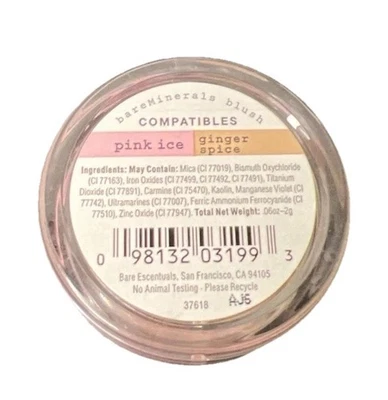 bareMinerals blush
COMPATIBLES
pink ice ginger spice
Ingredients: May Contain: Mica (CI 77019), Bismuth Oxychloride
(CI 77163), Iron Oxides (CI 77499, CI 77492, CI 77491), Titanium
Dioxide (CI 77891), Carmine (CI 75470), Kaolin, Manganese Violet (CI
77742), Ultramarines (CI 77007), Ferric Ammonium Ferrocyanide (CI
77510), Zinc Oxide (CI 77947). Total Net Weight: .06oz-2g
0 98132 03199 3
Bare Escentuals, San Francisco, CA 94105
No Animal Testing - Please Recycle
37618 AJ5